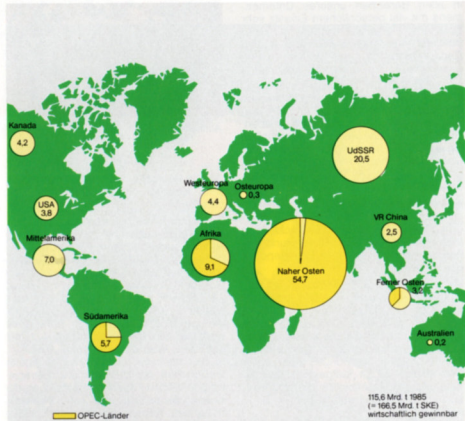 Kanada
4,2
UdSSR
20,5
USA
3,8
Westeuropa
4,4
Osteuropa
0,3
VR China
2,5
Mittelamerika
7,0
Afrika
9,1
Naher Osten
54,7
Ferner Osten
3,2
Südamerika
5,7
Australien
0,2
115,6 Mrd. t 1985
(= 166,5 Mrd. t SKE)
wirtschaftlich gewinnbar
OPEC-Länder